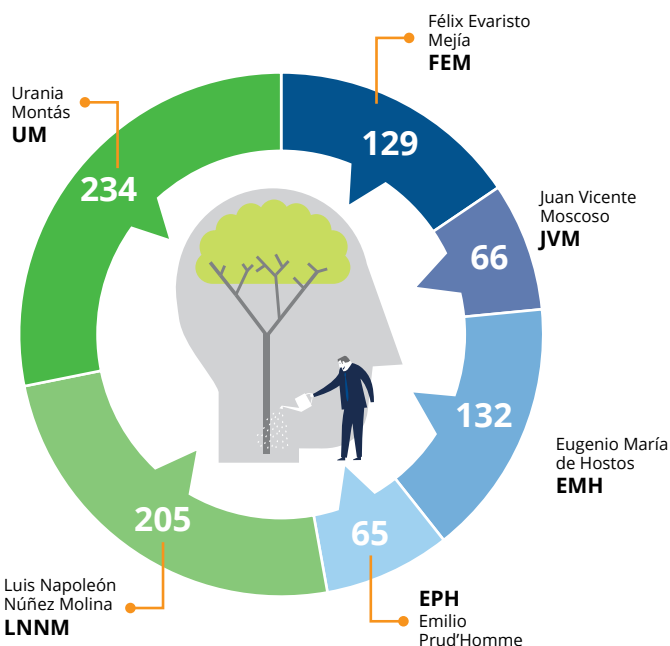 Félix Evaristo
Mejía
FEM
129
Juan Vicente
Moscoso
JVM
66
Eugenio María
de Hostos
EMH
132
EPH
Emilio
Prud’Homme
65
Luis Napoleón
Núñez Molina
LNNM
205
Urania
Montás
UM
234